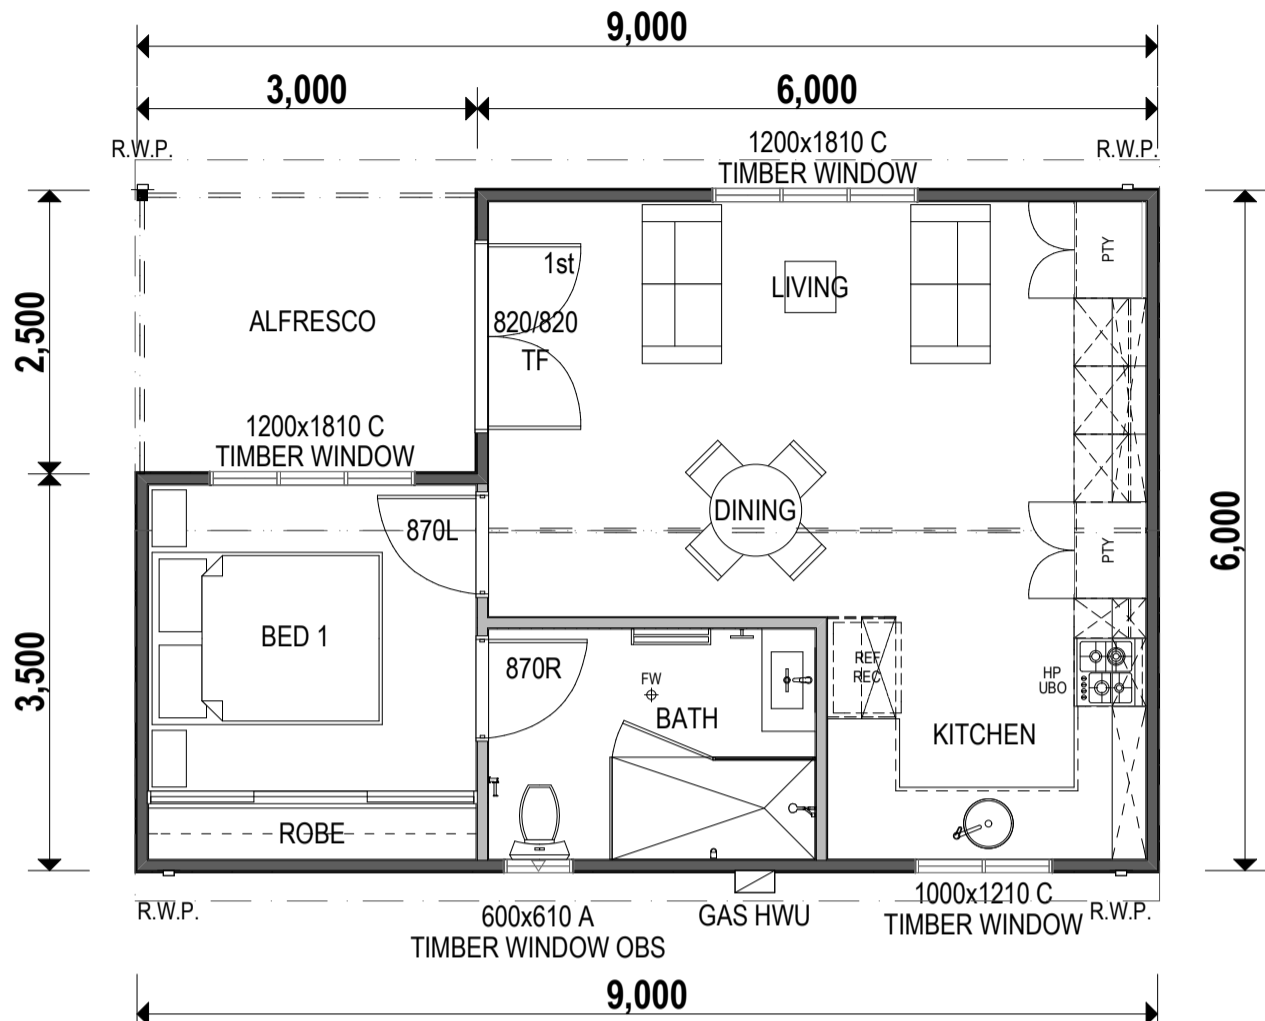 9,000
3,000
6,000
R.W.P.
1200x1810 C
TIMBER WINDOW
R.W.P.
2,500
ALFRESCO
1st
820/820
TF
LIVING
PTY
1200x1810 C
TIMBER WINDOW
870L
DINING
PTY
6,000
3,500
BED 1
870R
FW
BATH
REF
REC
HP
UBO
KITCHEN
ROBE
R.W.P.
600x610 A
TIMBER WINDOW OBS
GAS HWU
1000x1210 C
TIMBER WINDOW
R.W.P.
9,000